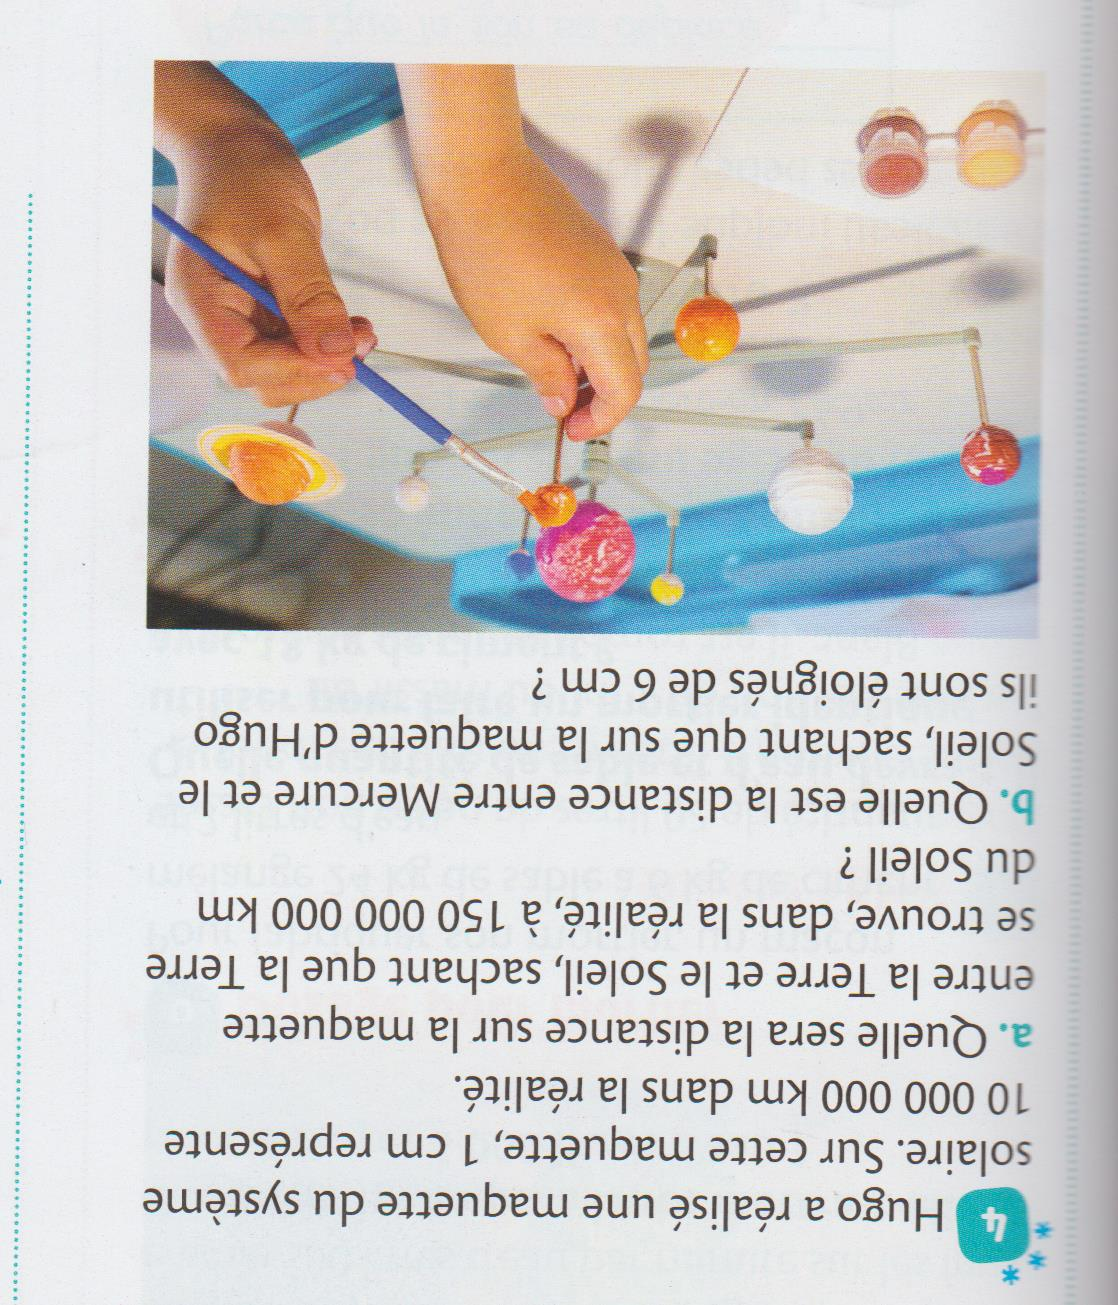 4 Hugo a réalisé une maquette du système
solaire. Sur cette maquette, 1 cm représente
10 000 000 km dans la réalité.
a. Quelle sera la distance sur la maquette
entre la Terre et le Soleil, sachant que la Terre
se trouve, dans la réalité, à 150 000 000 km
du Soleil ?
b. Quelle est la distance entre Mercure et le
Soleil, sachant que sur la maquette d'Hugo
ils sont éloignés de 6 cm ?